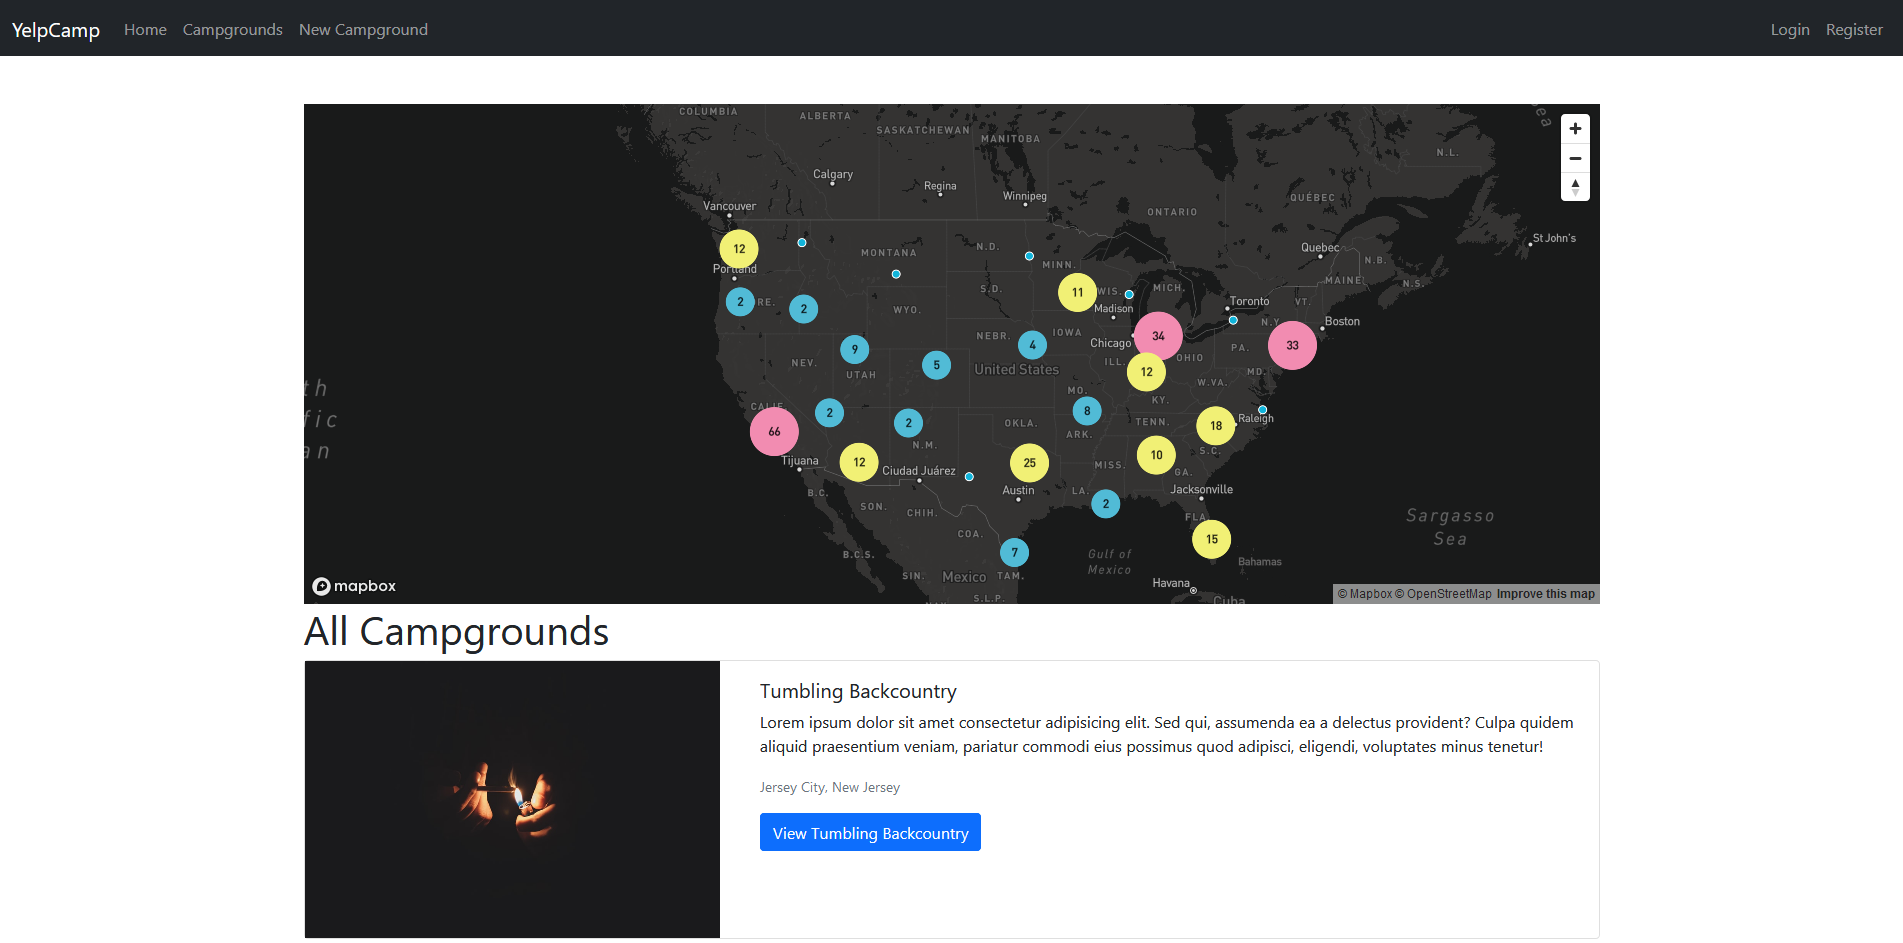 YelpCamp Home Campgrounds New Campground Login Register
COLUMBIA
ALBERTA
SASKATCHEWAN
MANITOBA
N.L.
Calgary
Regina
Winnipeg
QUÉBEC
Vancouver
ONTARIO
St John's
12
MONTANA
N.D.
Quebec
MINN.
N.B.
Portland
MAINE
N.S.
2
RE.
2
WYO.
S.D.
11
WIS.
MICH.
Madison
Toronto
VT.
N.Y.
Boston
NEBR.
IOWA
34
Chicago
OHIO
PA.
33
9
4
NEV.
UTAH
5
United States
ILL.
12
MD.
W.VA.
MO.
KY.
th
fic
an
CALIF.
2
2
8
OKLA.
ARK.
TENN.
Raleigh
18
66
N.M.
S.C.
Tijuana
12
Ciudad Juárez
25
MISS.
10
GA.
B.C.
Austin
LA.
Jacksonville
SON.
CHIH.
2
FLA.
Sargasso
Sea
COA.
15
B.C.S.
7
Gulf of
Mexico
Bahamas
SIN.
Mexico
TAM.
Havana
S.L.P.
Cuba
mapbox
© Mapbox © OpenStreetMap Improve this map
All Campgrounds
Tumbling Backcountry
Lorem ipsum dolor sit amet consectetur adipisicing elit. Sed qui, assumenda ea a delectus provident? Culpa quidem
aliquid praesentium veniam, pariatur commodi eius possimus quod adipisci, eligendi, voluptates minus tenetur!
Jersey City, New Jersey
View Tumbling Backcountry